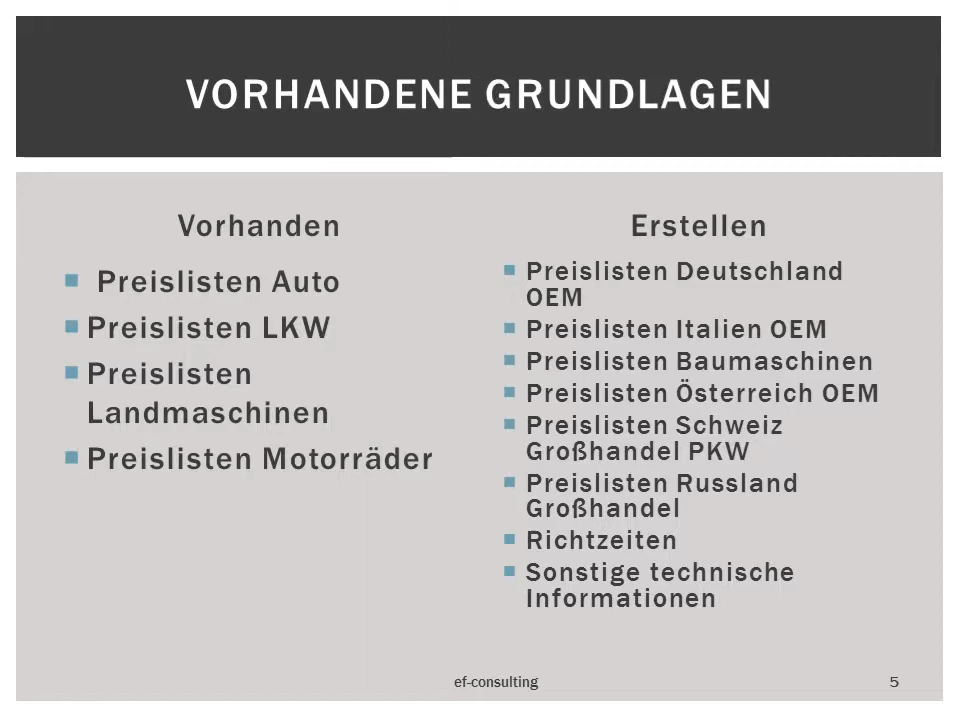 VORHANDENE GRUNDLAGEN
Vorhanden
Preislisten Auto
Preislisten LKW
Preislisten
Landmaschinen
Preislisten Motorräder
Erstellen
Preislisten Deutschland
OEM
Preislisten Italien OEM
Preislisten Baumaschinen
Preislisten Österreich OEM
Preislisten Schweiz
Großhandel PKW
Preislisten Russland
Großhandel
Richtzeiten
Sonstige technische
Informationen
ef-consulting
5